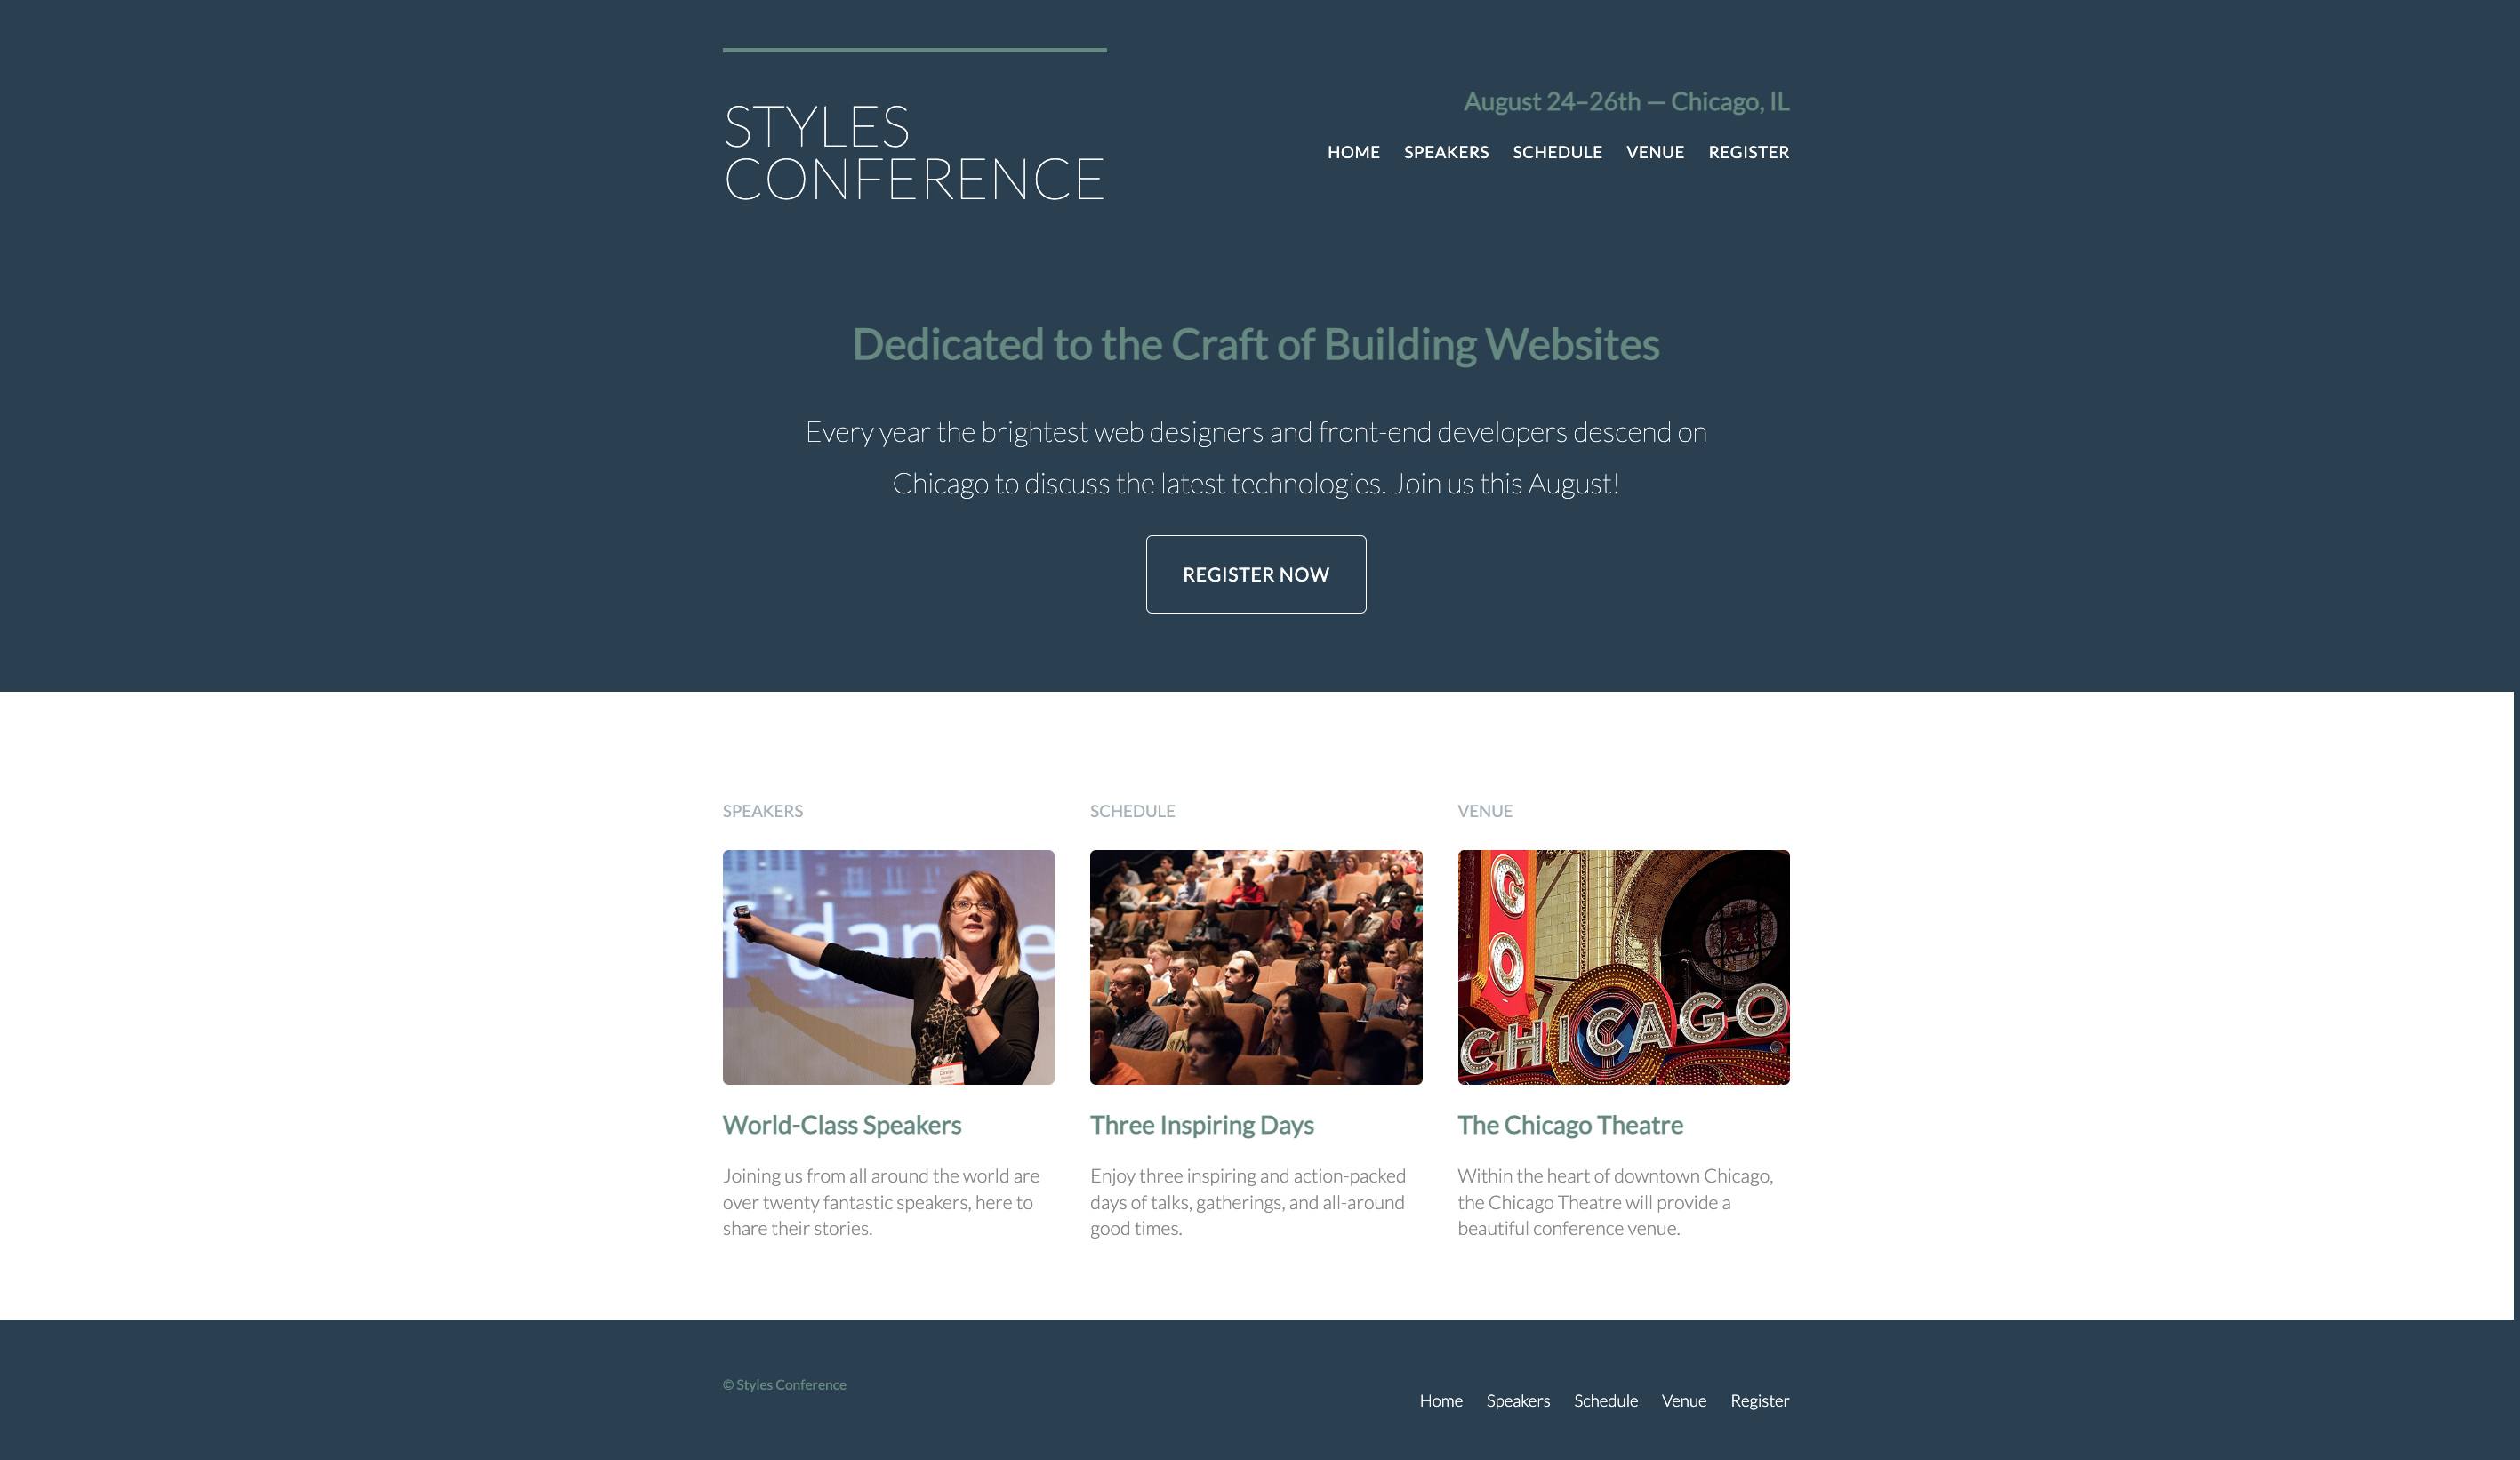 STYLES
CONFERENCE
August 24–26th — Chicago, IL
HOME SPEAKERS SCHEDULE VENUE REGISTER
Dedicated to the Craft of Building Websites
Every year the brightest web designers and front-end developers descend on
Chicago to discuss the latest technologies. Join us this August!
REGISTER NOW
SPEAKERS
f dan e
World-Class Speakers
Joining us from all around the world are
over twenty fantastic speakers, here to
share their stories.
SCHEDULE
Three Inspiring Days
Enjoy three inspiring and action-packed
days of talks, gatherings, and all-around
good times.
VENUE
GO
CHICAGO
The Chicago Theatre
Within the heart of downtown Chicago,
the Chicago Theatre will provide a
beautiful conference venue.
© Styles Conference
Home Speakers Schedule Venue Register